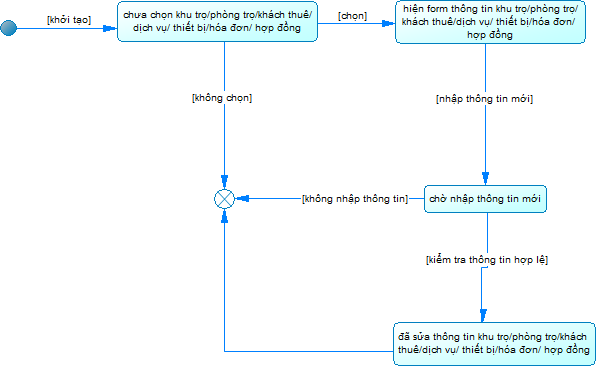 [khởi tạo]
chưa chọn khu trọ/phòng trọ/khách thuê/
dịch vụ/ thiết bị/hóa đơn/ hợp đồng
[chọn]
hiện form thông tin khu trọ/phòng trọ/
khách thuê/dịch vụ/ thiết bị/hóa đơn/
hợp đồng
[không chọn]
[nhập thông tin mới]
[không nhập thông tin]
chờ nhập thông tin mới
[kiểm tra thông tin hợp lệ]
đã sửa thông tin khu trọ/phòng trọ/khách
thuê/dịch vụ/ thiết bị/hóa đơn/ hợp đồng